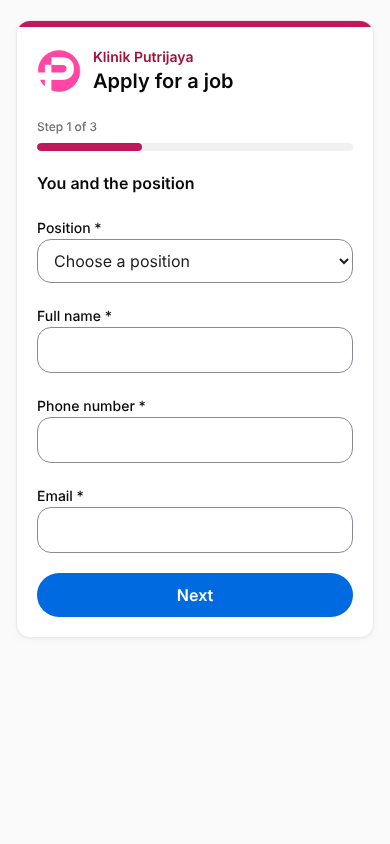 Klinik Putrijaya
Apply for a job
Step 1 of 3
You and the position
Position *
Choose a position
Full name *
Phone number *
Email *
Next